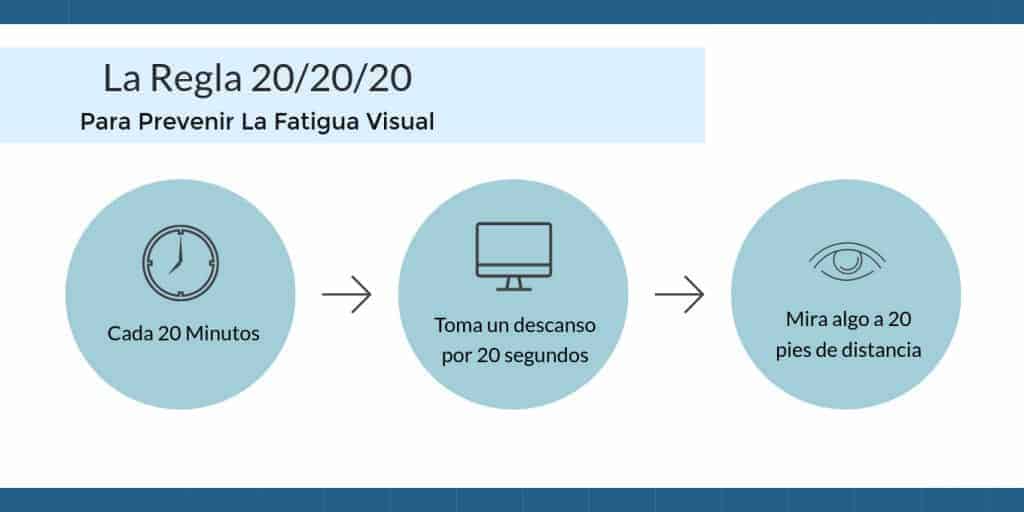 La Regla 20/20/20
Para Prevenir La Fatigua Visual
Cada 20 Minutos
Toma un descanso
por 20 segundos
Mira algo a 20
pies de distancia